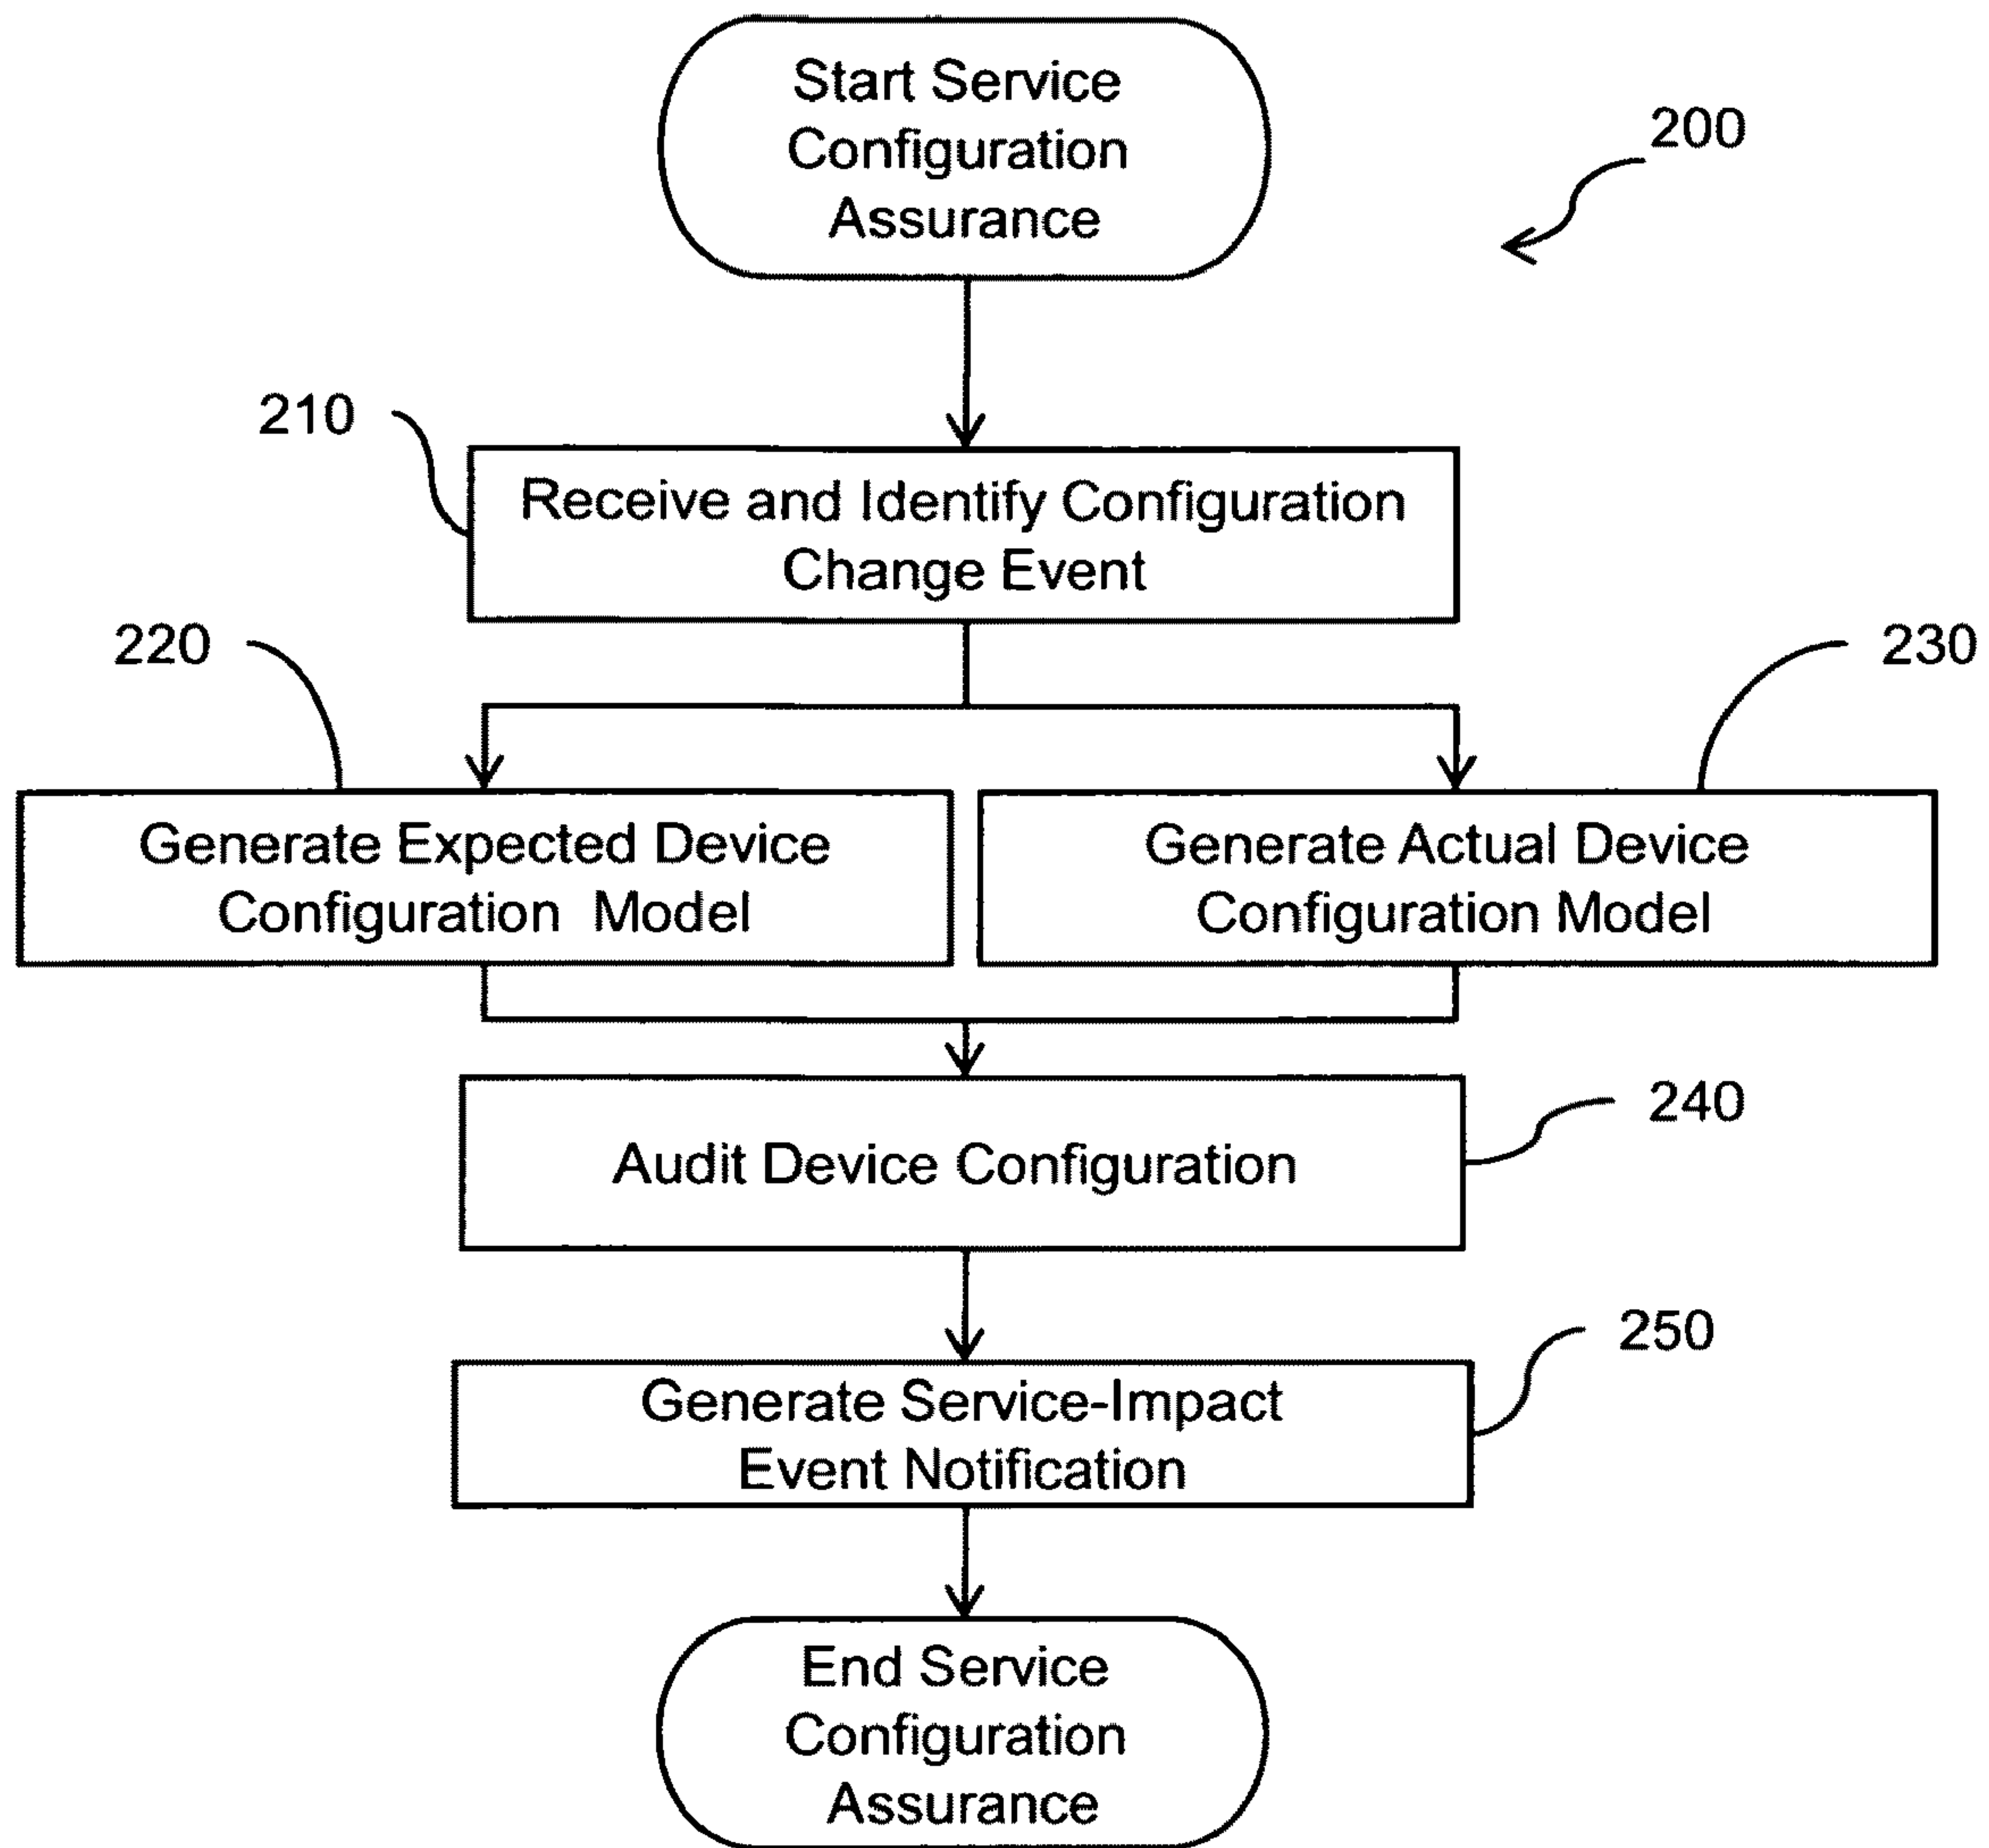 Start Service
Configuration
Assurance
200
210
Receive and Identify Configuration
Change Event
220
230
Generate Expected Device
Configuration Model
Generate Actual Device
Configuration Model
240
Audit Device Configuration
250
Generate Service-Impact
Event Notification
End Service
Configuration
Assurance